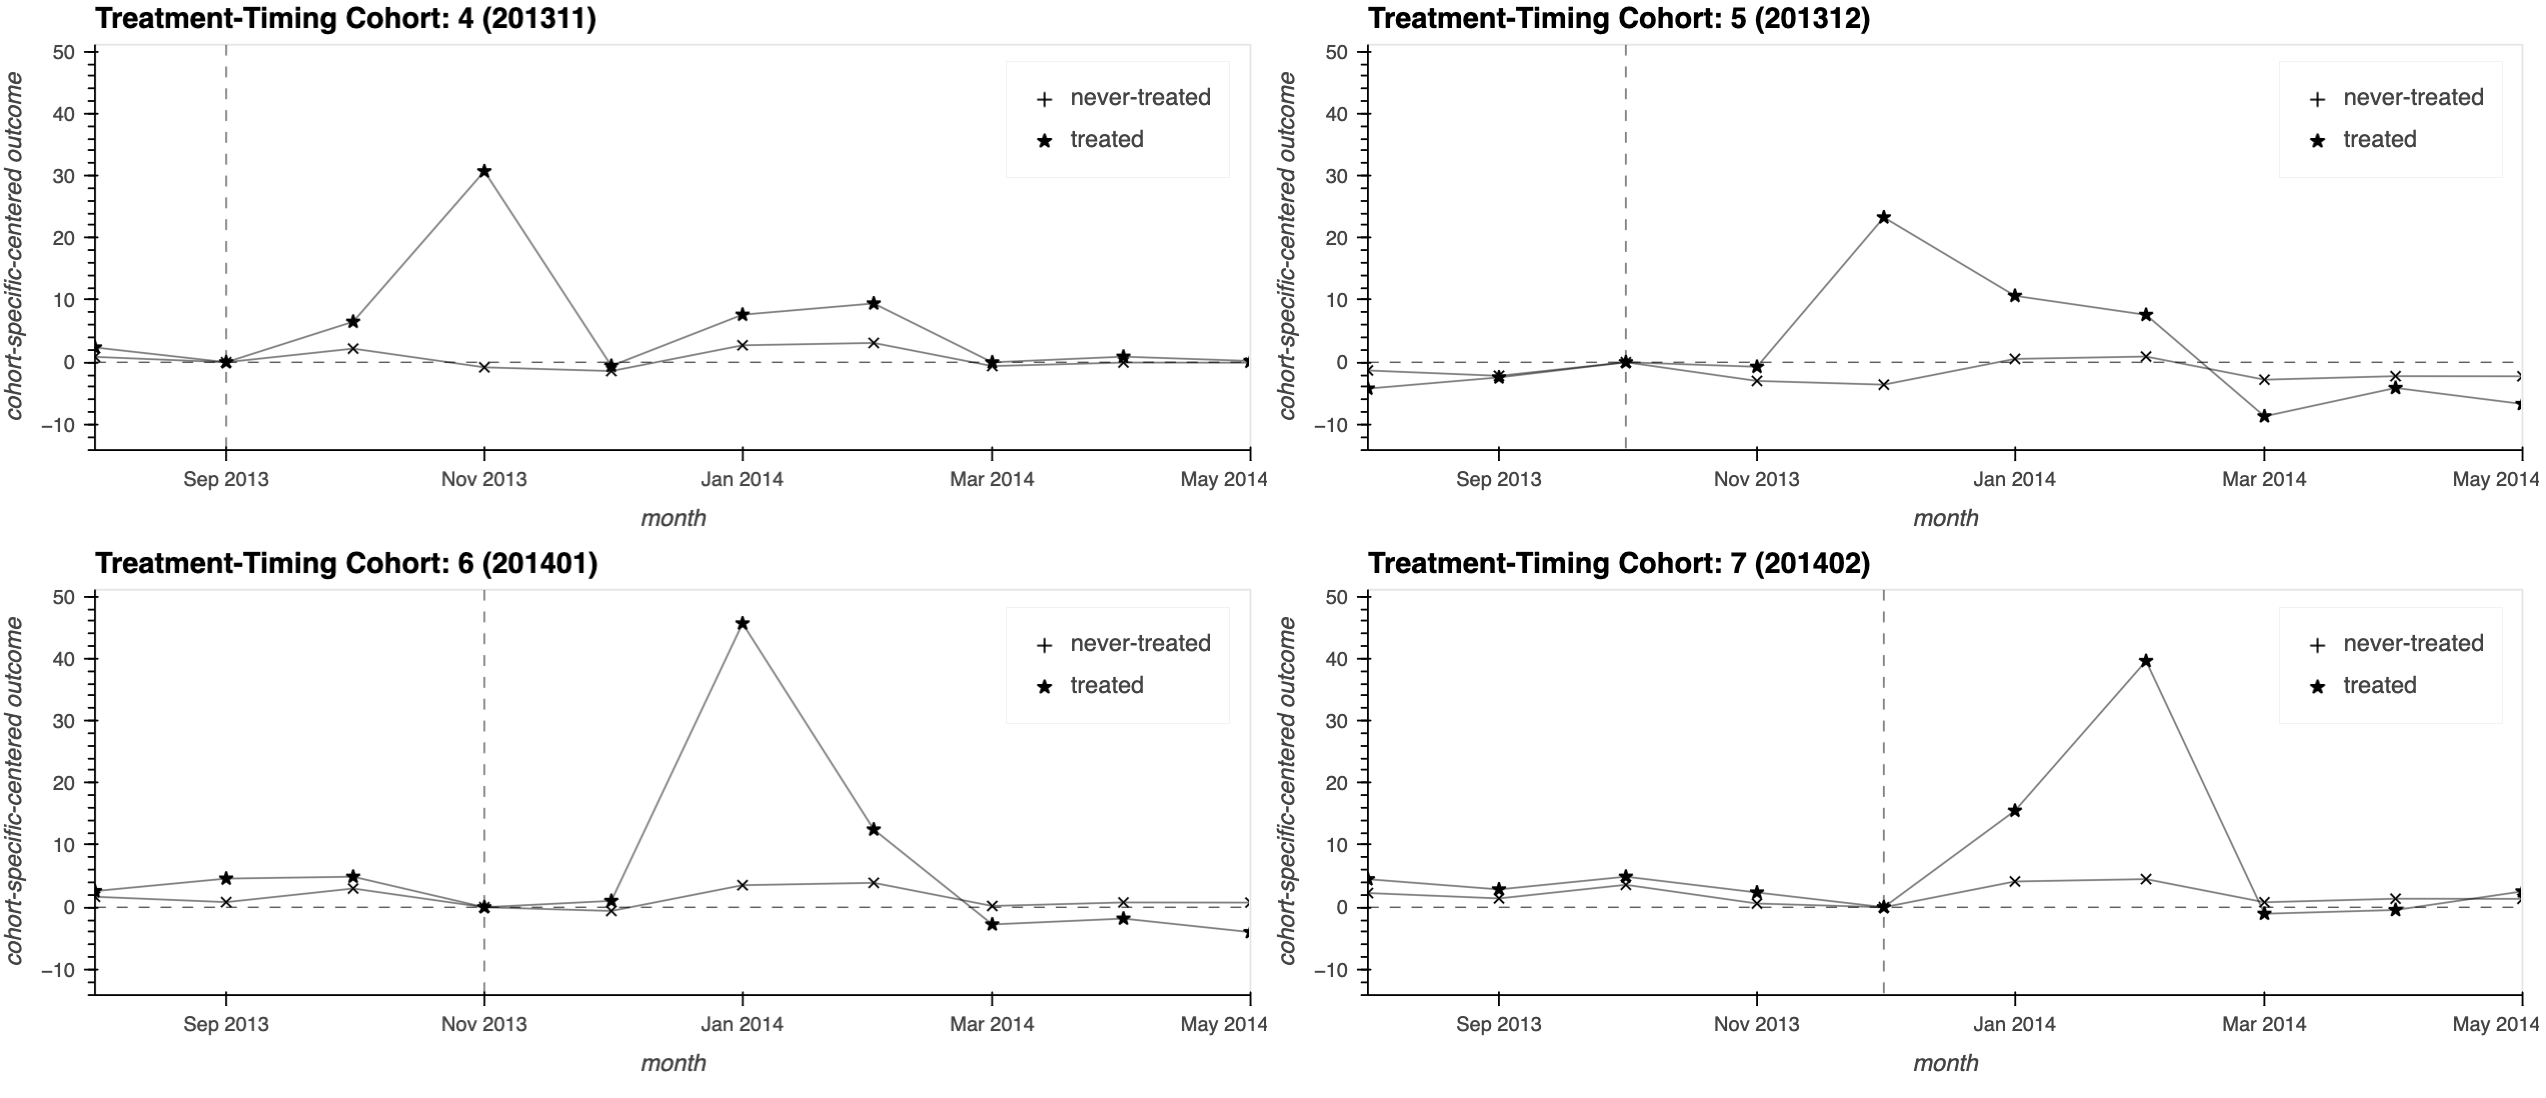 Treatment-Timing Cohort: 4 (201311)
cohort-specific-centered outcome
50
40
30
20
10
0
−10
never-treated
treated
Sep 2013
Nov 2013
Jan 2014
Mar 2014
May 2014
month
Treatment-Timing Cohort: 5 (201312)
cohort-specific-centered outcome
50
40
30
20
10
0
−10
never-treated
treated
Sep 2013
Nov 2013
Jan 2014
Mar 2014
May 2014
month
Treatment-Timing Cohort: 6 (201401)
cohort-specific-centered outcome
50
40
30
20
10
0
−10
never-treated
treated
Sep 2013
Nov 2013
Jan 2014
Mar 2014
May 2014
month
Treatment-Timing Cohort: 7 (201402)
cohort-specific-centered outcome
50
40
30
20
10
0
−10
never-treated
treated
Sep 2013
Nov 2013
Jan 2014
Mar 2014
May 2014
month